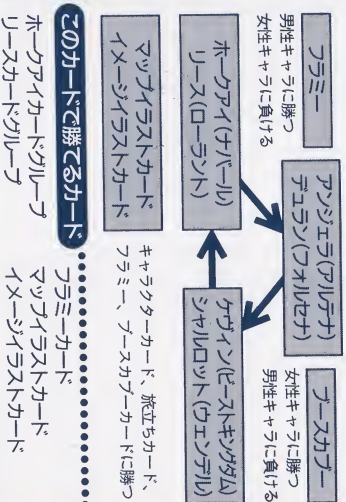 フラミー
男性キャラに勝つ
女性キャラに負ける
アンジェラ(アルテナ)
デュラン(フォルセナ)
ブースカブー
女性キャラに勝つ
男性キャラに負ける
ホークアイ(ナバール)
リース(ローラント)
ケヴィン(ビーストキングダム
シャルロット(ウェンデル
マップイラストカード
イメージイラストカード
キャラクターカード、旅立ちカード、
フラミー、ブースカブーカードに勝つ
このカードで勝てるカード
ホークアイカードグループ
リースカードグループ
フラミーカード
マップイラストカード
イメージイラストカード